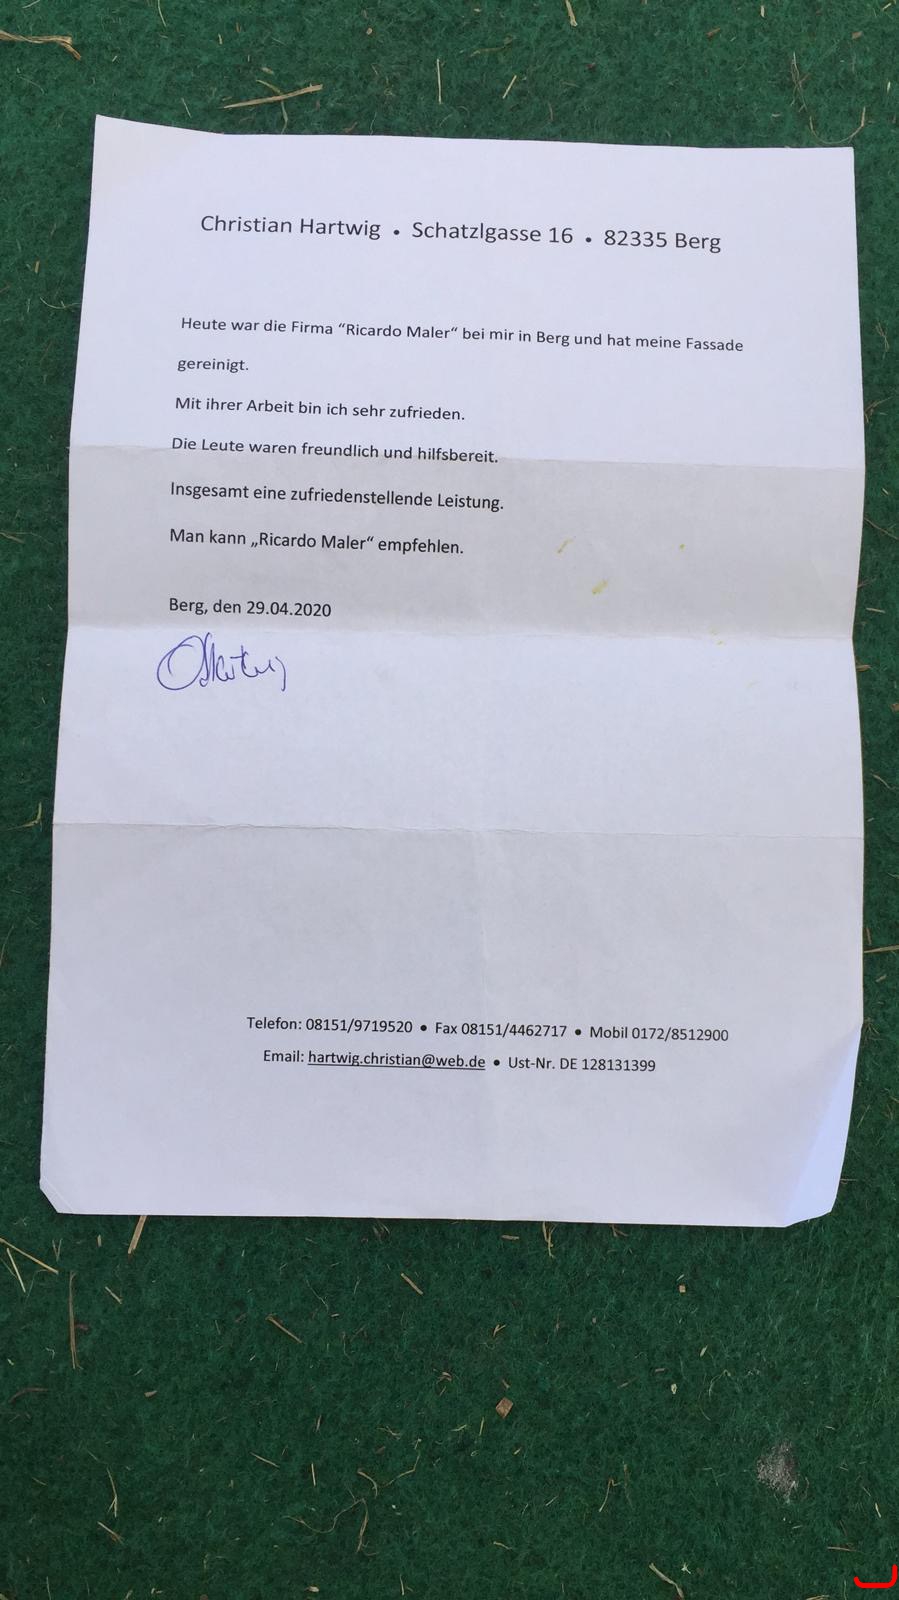 Christian Hartwig • Schatzlgasse 16 • 82335 Berg
Heute war die Firma “Ricardo Maler“ bei mir in Berg und hat meine Fassade
gereinigt.
Mit ihrer Arbeit bin ich sehr zufrieden.
Die Leute waren freundlich und hilfsbereit.
Insgesamt eine zufriedenstellende Leistung.
Man kann „Ricardo Maler“ empfehlen.
Berg, den 29.04.2020
Telefon: 08151/9719520 • Fax 08151/4462717 • Mobil 0172/8512900
Email: hartwig.christian@web.de • Ust-Nr. DE 128131399